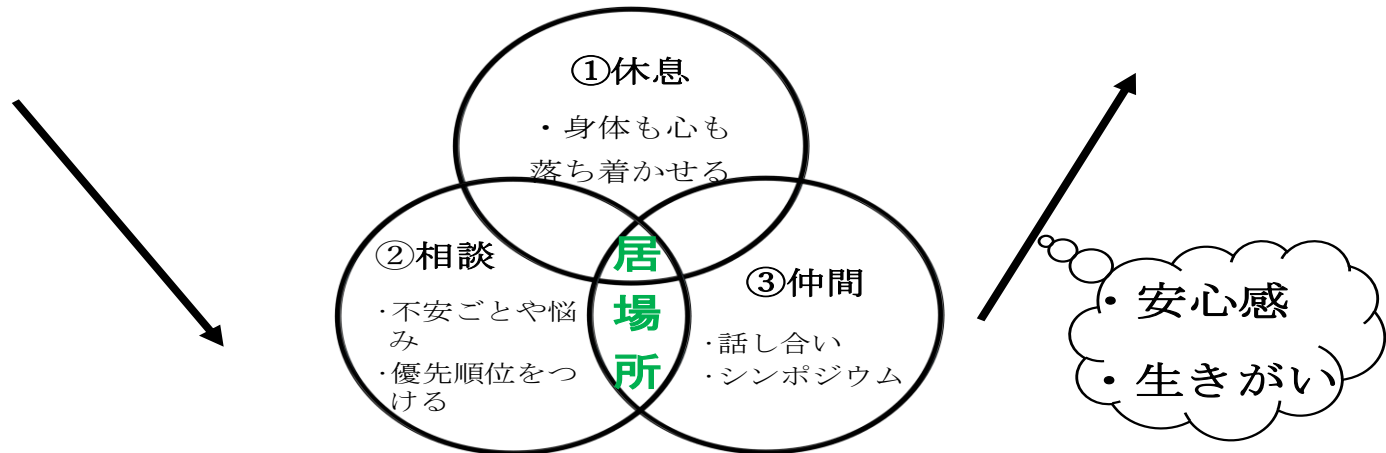 ①休息
・身体も心も
落ち着かせる
②相談
·不安ごとや悩
み
·優先順位をつ
ける
居
場
所
③仲間
·話し合い
·シンポジウム
・安心感
・生きがい